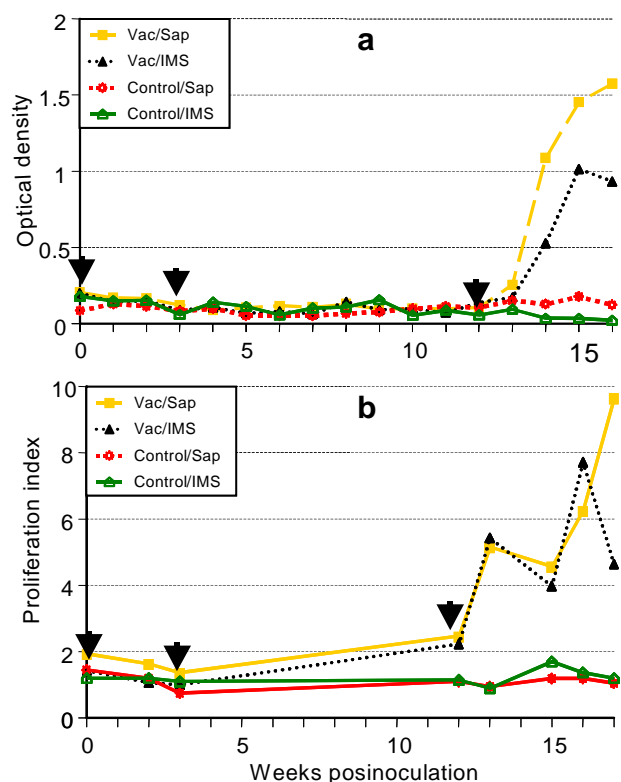 a
Vac/Sap
Vac/IMS
Control/Sap
Control/IMS
Optical density
2
1.5
1
0.5
0
0 5 10 15
b
Vac/Sap
Vac/IMS
Control/Sap
Control/IMS
Proliferation index
10
8
6
4
2
0
0 5 10 15
Weeks posinoculation